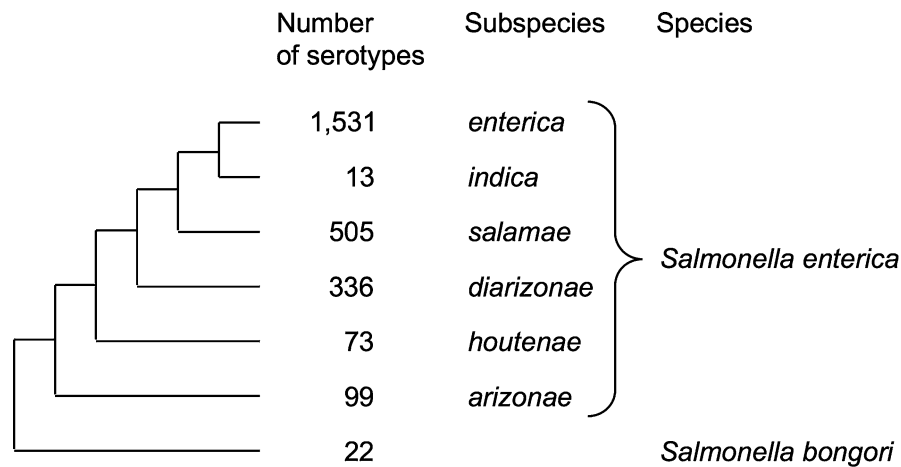 Number of serotypes Subspecies Species
1,531 enterica
13 indica
505 salamae
Salmonella enterica
336 diarizonae
73 houtenae
99 arizonae
22 Salmonella bongori